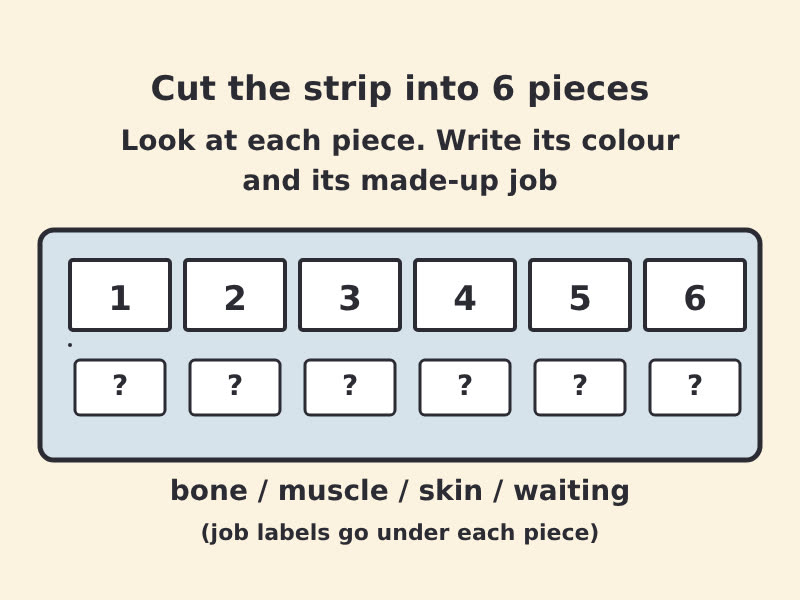 Cut the strip into 6 pieces
Look at each piece. Write its colour
and its made-up job
1 2 3 4 5 6
? ? ? ? ? ?
bone / muscle / skin / waiting
(job labels go under each piece)